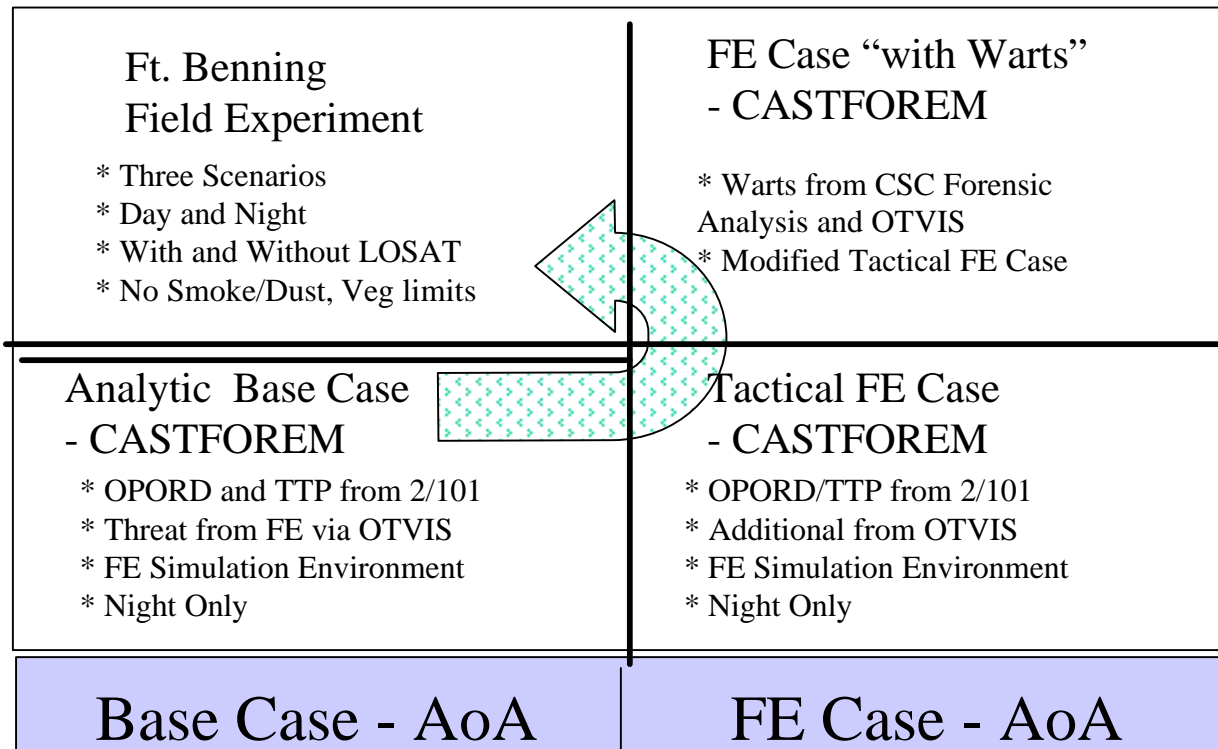 Ft. Benning
Field Experiment
* Three Scenarios
* Day and Night
* With and Without LOSAT
* No Smoke/Dust, Veg limits
FE Case “with Warts”
- CASTFOREM
* Warts from CSC Forensic
Analysis and OTVIS
* Modified Tactical FE Case
Analytic Base Case
- CASTFOREM
* OPORD and TTP from 2/101
* Threat from FE via OTVIS
* FE Simulation Environment
* Night Only
Tactical FE Case
- CASTFOREM
* OPORD/TTP from 2/101
* Additional from OTVIS
* FE Simulation Environment
* Night Only
Base Case - AoA
FE Case - AoA